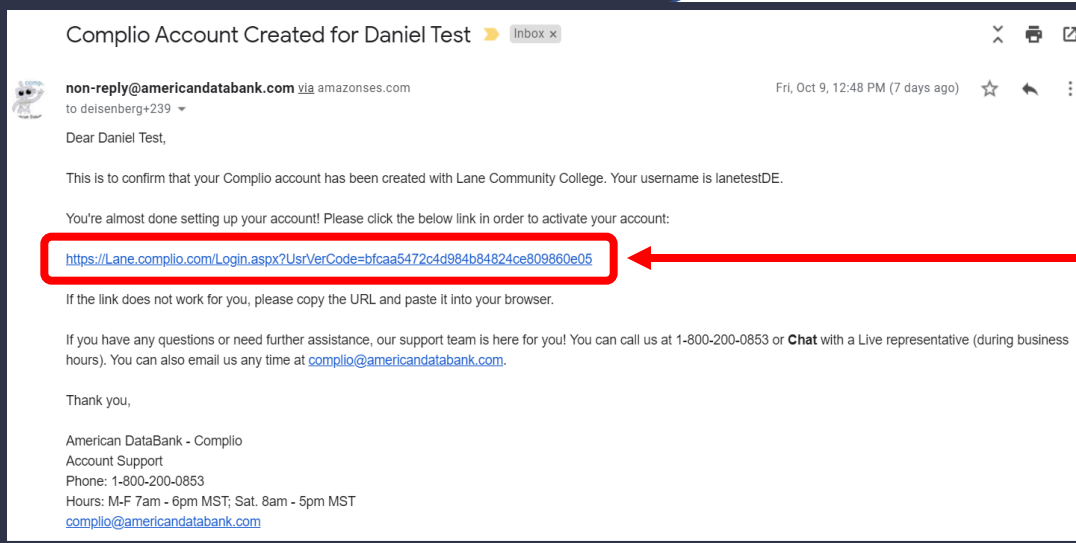 Complio Account Created for Daniel Test Inbox x
non-reply@americandatabank.com via amazonses.com
Fri, Oct 9, 12:48 PM (7 days ago)
to deisenberg+239
Dear Daniel Test,
This is to confirm that your Complio account has been created with Lane Community College. Your username is lanetestDE.
You're almost done setting up your account! Please click the below link in order to activate your account:
https://Lane.complio.com/Login.aspx?UsrVerCode=bfcaa5472c4d984b84824ce809860e05
If the link does not work for you, please copy the URL and paste it into your browser.
If you have any questions or need further assistance, our support team is here for you! You can call us at 1-800-200-0853 or Chat with a Live representative (during business
hours). You can also email us any time at complio@americandatabank.com.
Thank you,
American DataBank - Complio
Account Support
Phone: 1-800-200-0853
Hours: M-F 7am - 6pm MST; Sat. 8am - 5pm MST
complio@americandatabank.com